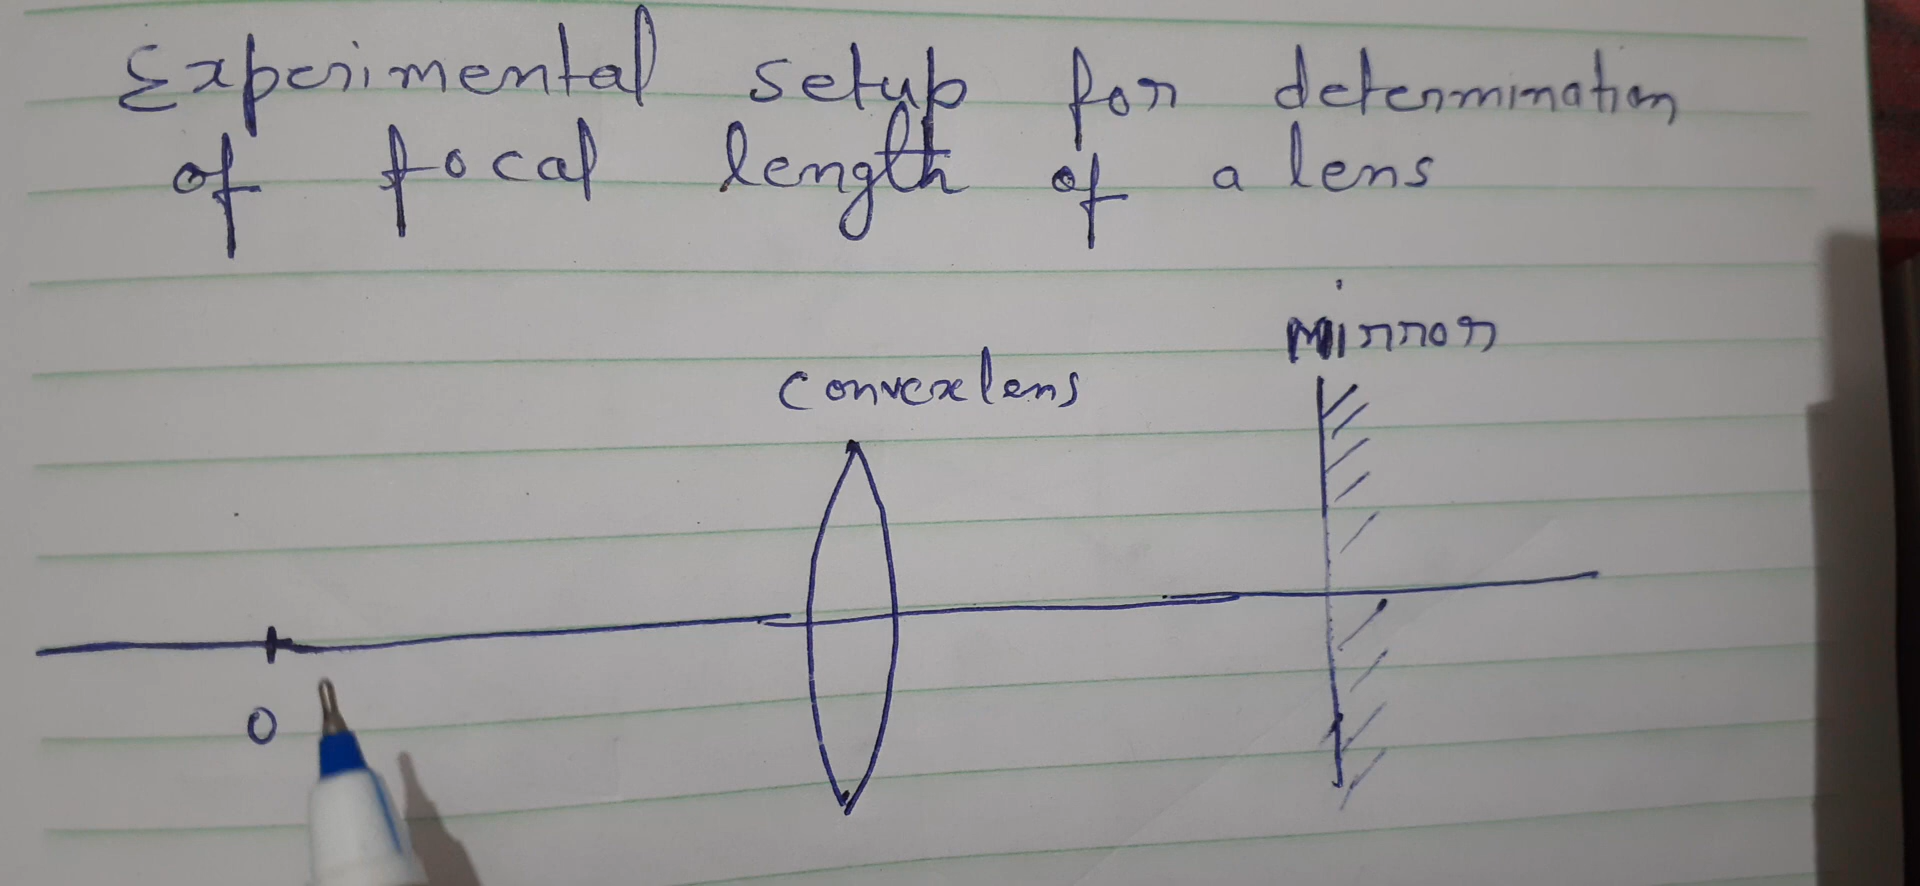 Experimental setup for determination
of focal length of a lens
Mirror
Convex lens
O